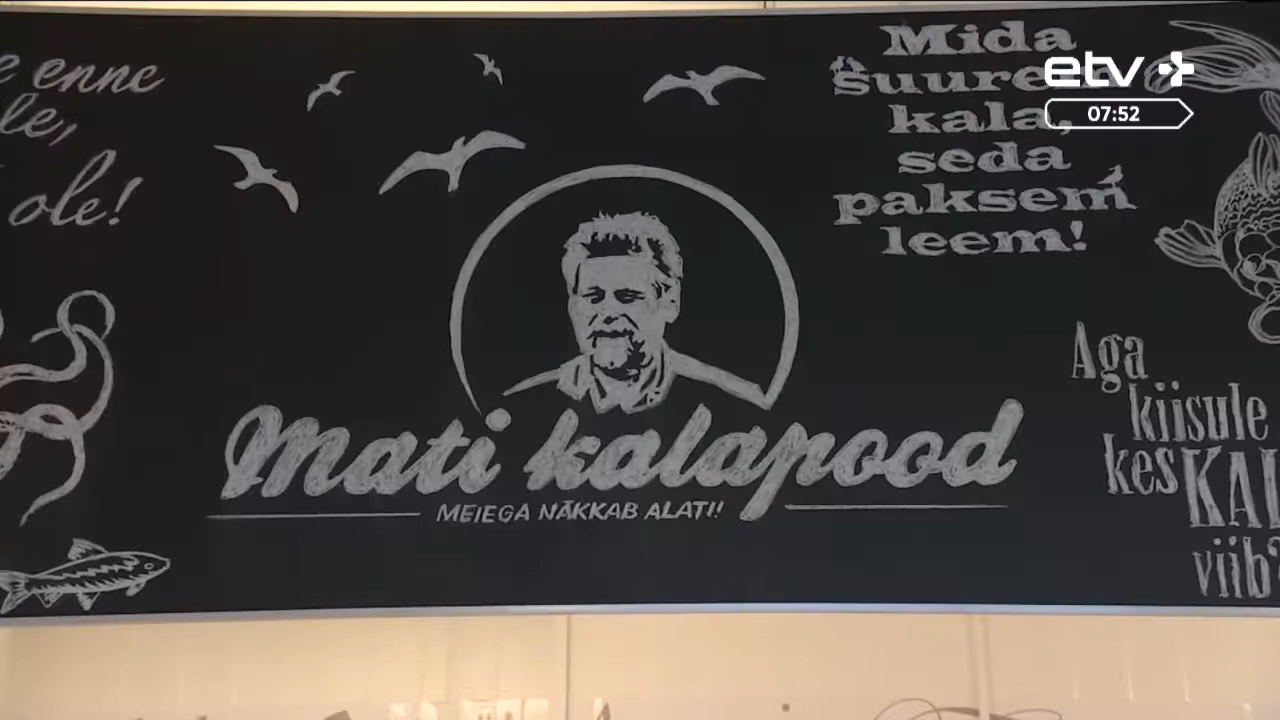 enne
ole!
Mida
suurem
kala,
seda
paksem
leem!
etv+
07:52
Mati kalapood
MEIEGA NÄKKAB ALATI!
Aga
kiisule
kes
viib?